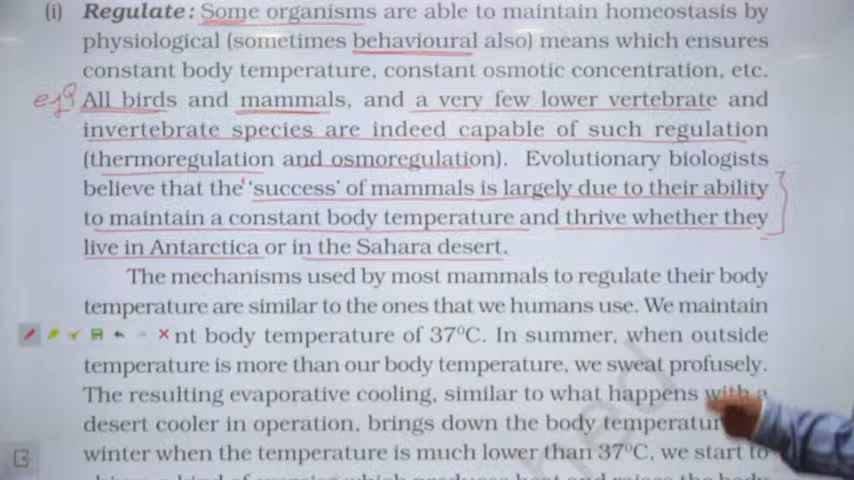 (i) Regulate: Some organisms are able to maintain homeostasis by
physiological (sometimes behavioural also) means which ensures
constant body temperature, constant osmotic concentration, etc.
eg All birds and mammals, and a very few lower vertebrate and
invertebrate species are indeed capable of such regulation
(thermoregulation and osmoregulation). Evolutionary biologists
believe that the 'success' of mammals is largely due to their ability
to maintain a constant body temperature and thrive whether they
live in Antarctica or in the Sahara desert.
The mechanisms used by most mammals to regulate their body
temperature are similar to the ones that we humans use. We maintain
nt body temperature of 37°C. In summer, when outside
temperature is more than our body temperature, we sweat profusely.
The resulting evaporative cooling, similar to what happens with a
desert cooler in operation, brings down the body
winter when the temperature is much lower than 37°C, we start to